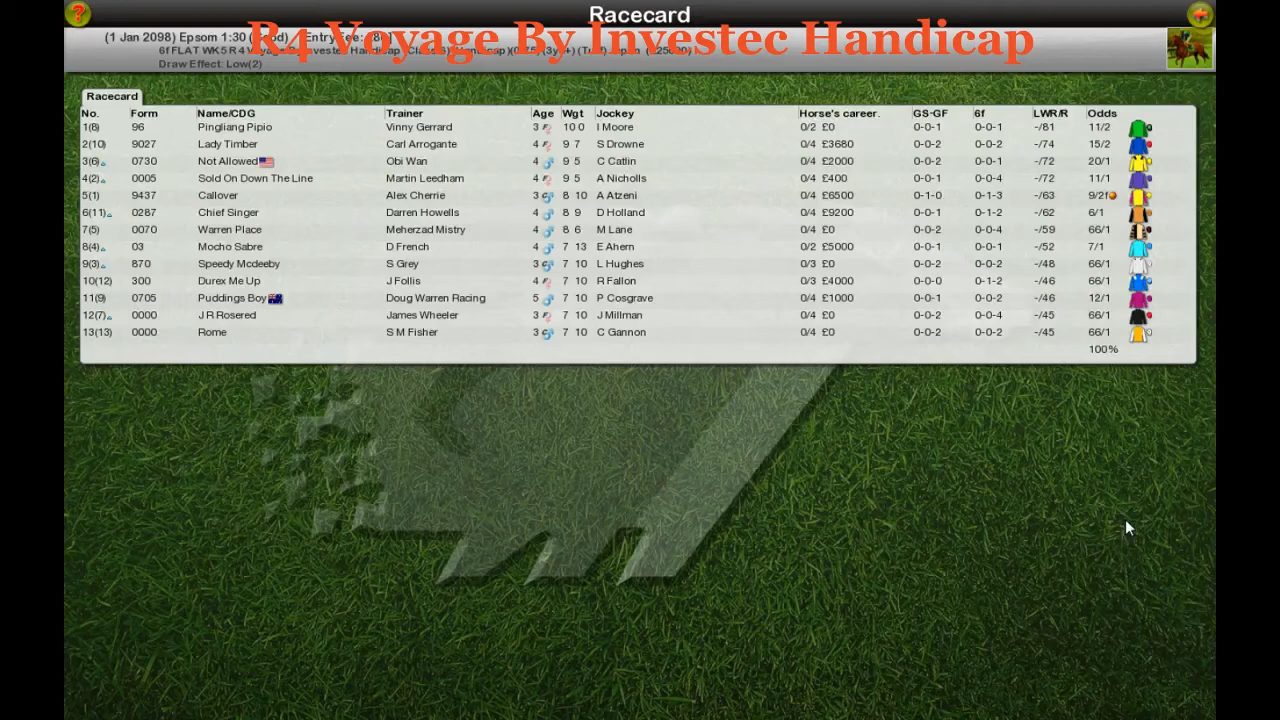 Racecard
R4 Voyage By Investec Handicap
(1 Jan 2098) Epsom 1:30
6f FLAT WK5 R4
Draw Effect: Low(2)
Racecard
No. Form Name/CDG Trainer Age Wgt Jockey Horse's career. GS-GF 6f LWR/R Odds
1(8) 96 Pingliang Pipio Vinny Gerrard 3 10 0 I Moore 0/2 £0 0-0-1 0-0-1 -/81 11/2
2(10) 9027 Lady Timber Carl Arrogante 4 9 7 S Drowne 0/4 £3680 0-0-2 0-0-2 -/74 15/2
3(6) 0730 Not Allowed Obi Wan 4 9 5 C Catlin 0/4 £2000 0-0-2 0-0-1 -/72 20/1
4(2) 0005 Sold On Down The Line Martin Leedham 4 9 5 A Nicholls 0/4 £400 0-0-1 0-0-4 -/72 11/1
5(1) 9437 Callover Alex Cherrie 3 8 10 A Atzeni 0/4 £6500 0-1-0 0-1-3 -/63 9/2f
6(11) 0287 Chief Singer Darren Howells 4 8 9 D Holland 0/4 £9200 0-0-1 0-1-2 -/62 6/1
7(5) 0070 Warren Place Meherzad Mistry 4 8 6 M Lane 0/4 £0 0-0-2 0-0-4 -/59 66/1
8(4) 03 Mocho Sabre D French 4 7 13 E Ahern 0/2 £5000 0-0-1 0-0-1 -/52 7/1
9(3) 870 Speedy Mcdeeby S Grey 3 7 10 L Hughes 0/3 £0 0-0-2 0-0-2 -/48 66/1
10(12) 300 Durex Me Up J Follis 4 7 10 R Fallon 0/3 £4000 0-0-0 0-1-2 -/46 66/1
11(9) 0705 Puddings Boy Doug Warren Racing 5 7 10 P Cosgrave 0/4 £1000 0-0-2 0-0-2 -/46 12/1
12(7) 0000 J R Rosered James Wheeler 3 7 10 J Millman 0/4 £0 0-0-2 0-0-4 -/45 66/1
13(13) 0000 Rome S M Fisher 3 7 10 C Gannon 0/4 £0 0-0-2 0-0-2 -/45 66/1
100%